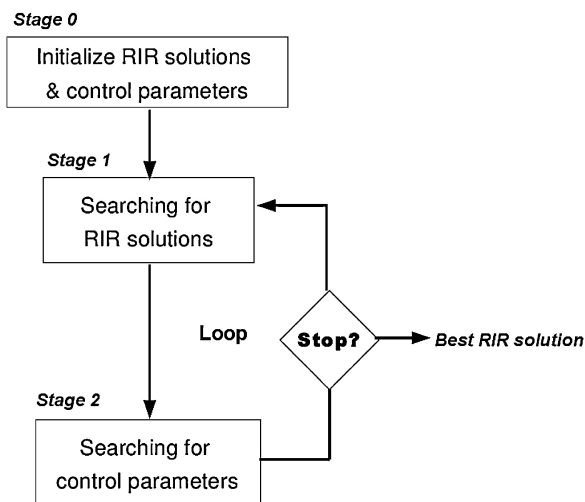 Stage 0
Initialize RIR solutions
& control parameters
Stage 1
Searching for
RIR solutions
Loop
Stop?
Best RIR solution
Stage 2
Searching for
control parameters